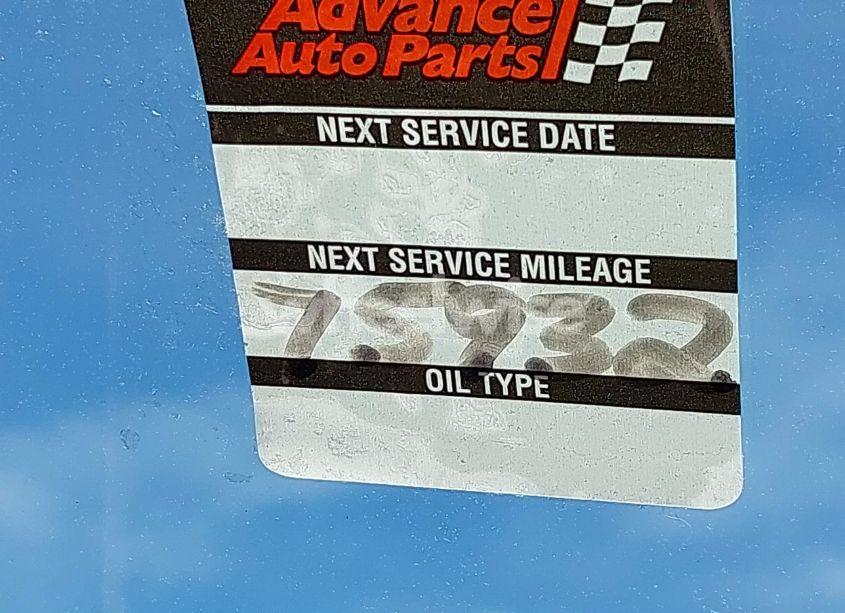 Advance
Auto Parts
NEXT SERVICE DATE
NEXT SERVICE MILEAGE
75932
OIL TYPE